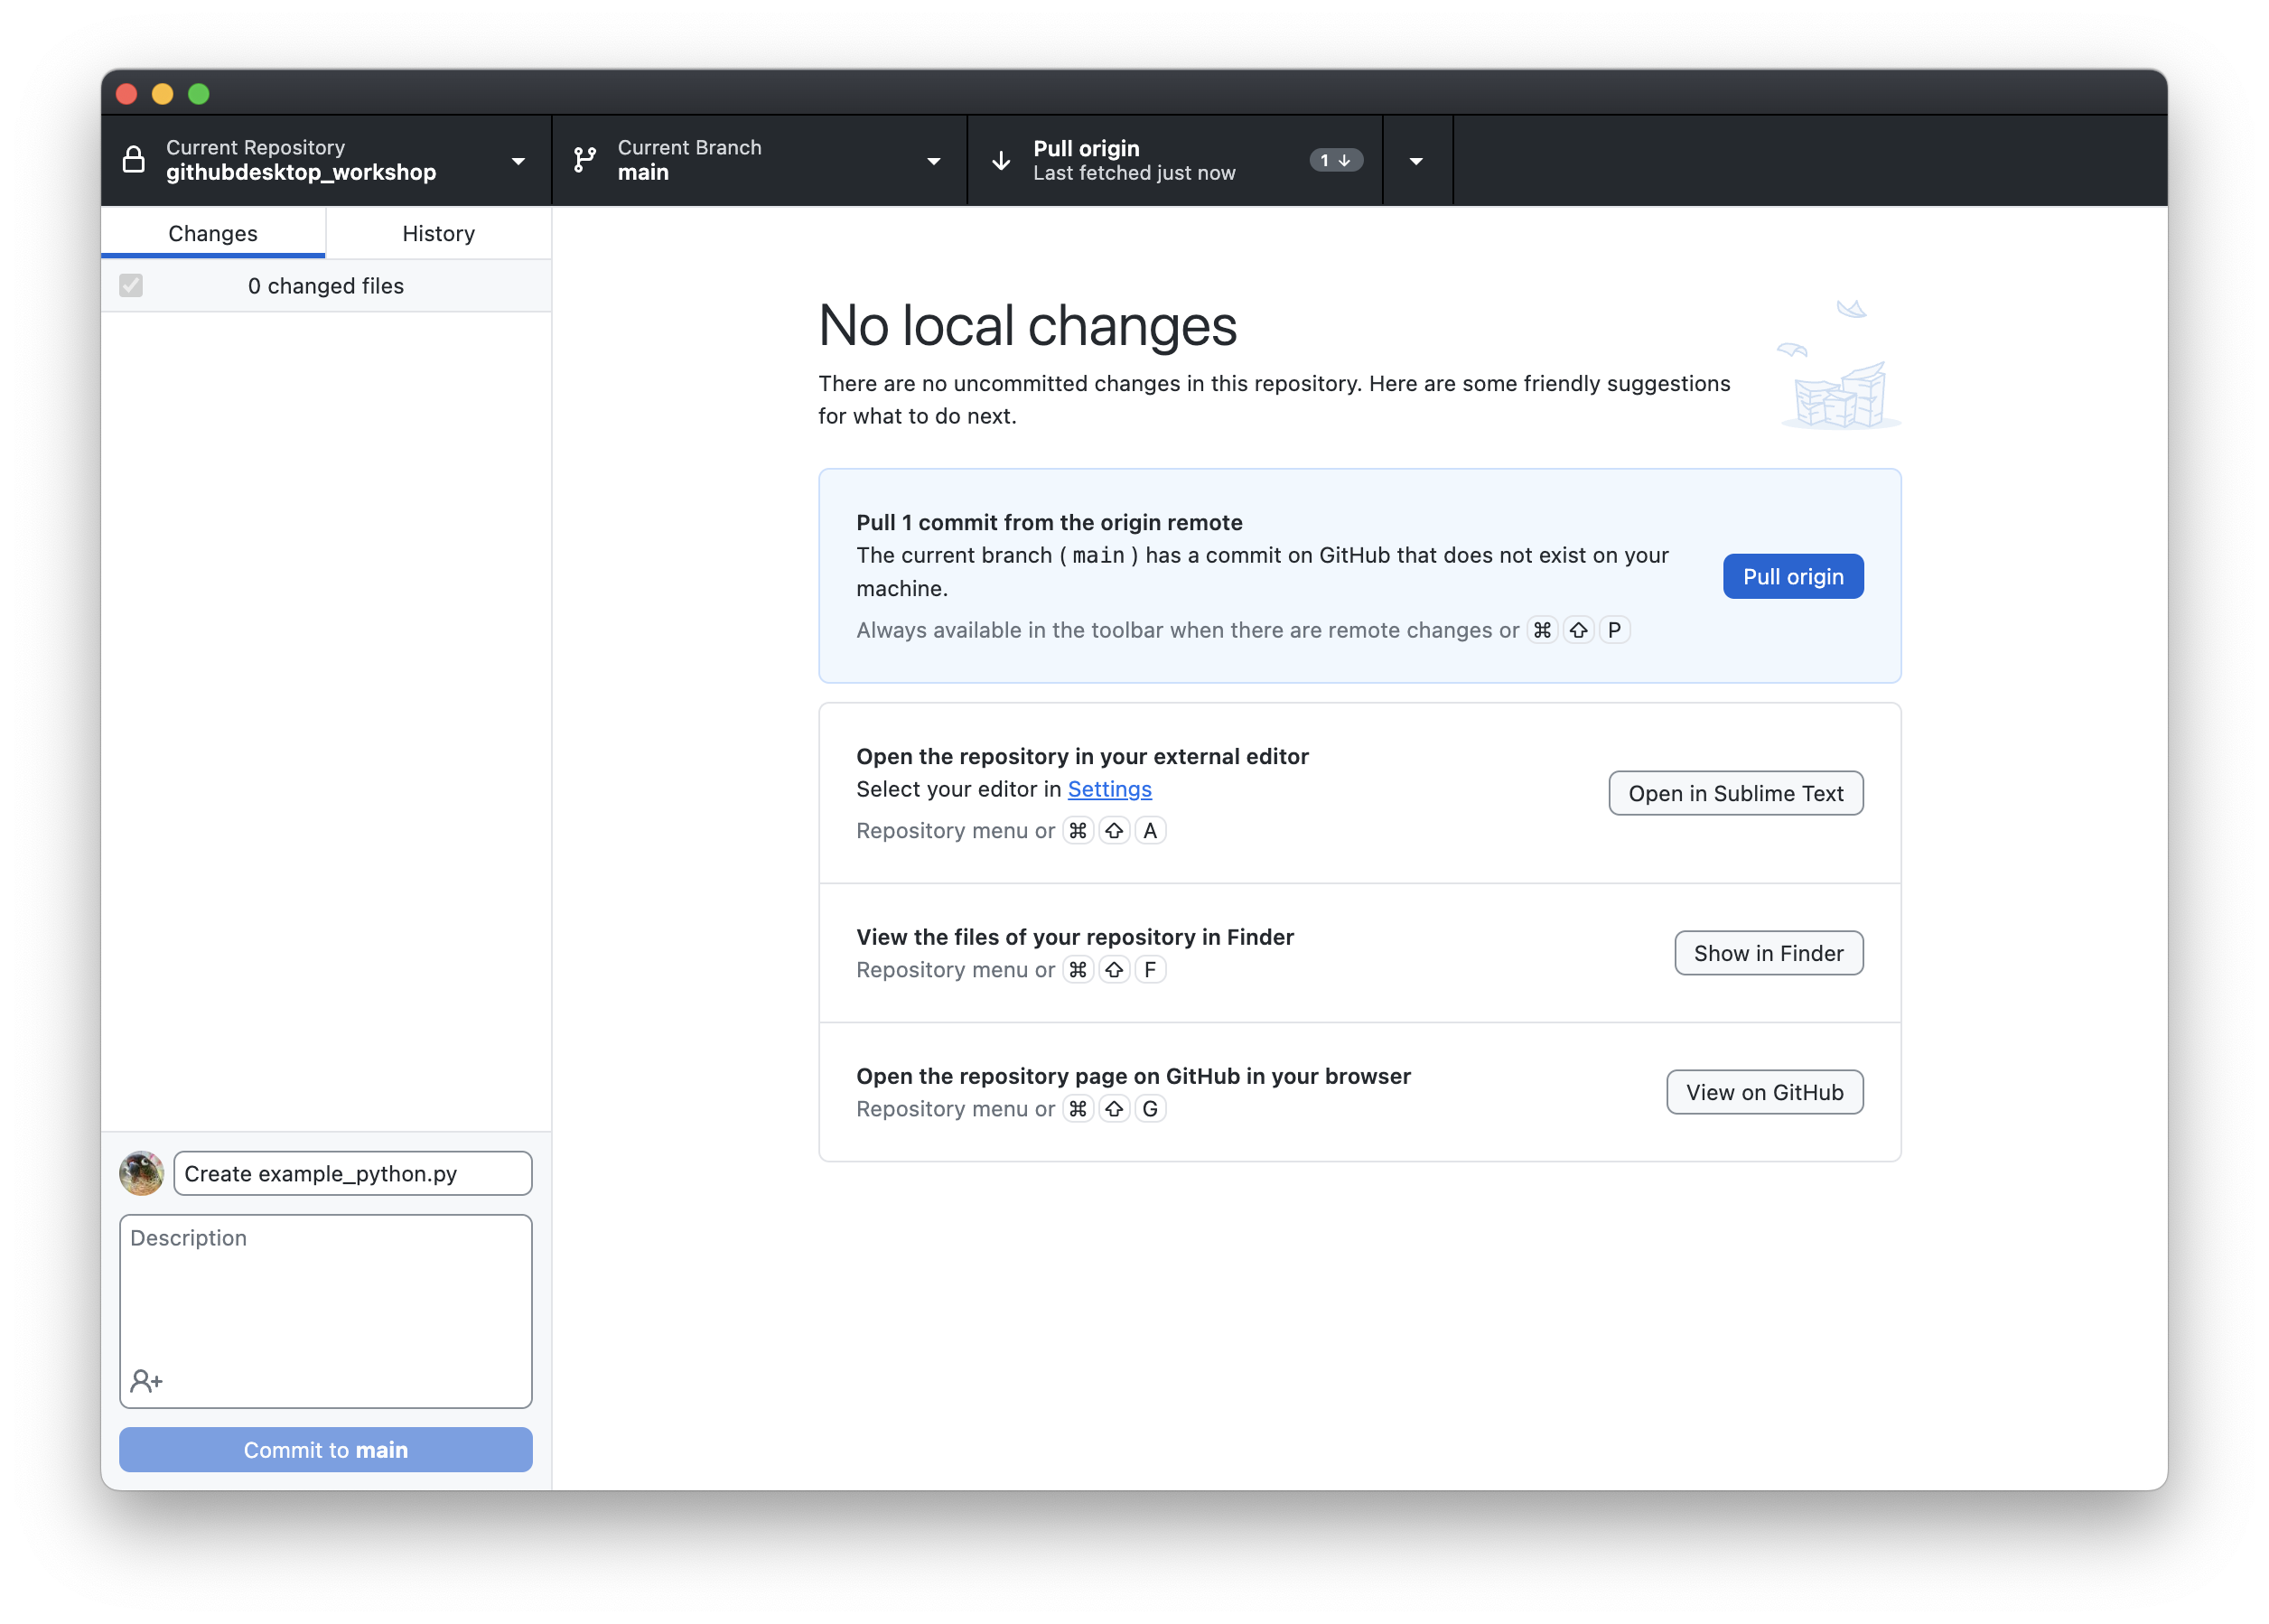 Current Repository
githubdesktop_workshop
Current Branch
main
Pull origin
Last fetched just now
1 ↓
Changes
History
0 changed files
No local changes
There are no uncommitted changes in this repository. Here are some friendly suggestions
for what to do next.
Pull 1 commit from the origin remote
The current branch ( main ) has a commit on GitHub that does not exist on your
machine.
Always available in the toolbar when there are remote changes or ⌘ ⇧ P
Pull origin
Open the repository in your external editor
Select your editor in Settings
Repository menu or ⌘ ⇧ A
Open in Sublime Text
View the files of your repository in Finder
Repository menu or ⌘ ⇧ F
Show in Finder
Open the repository page on GitHub in your browser
Repository menu or ⌘ ⇧ G
View on GitHub
Create example_python.py
Description
Commit to main